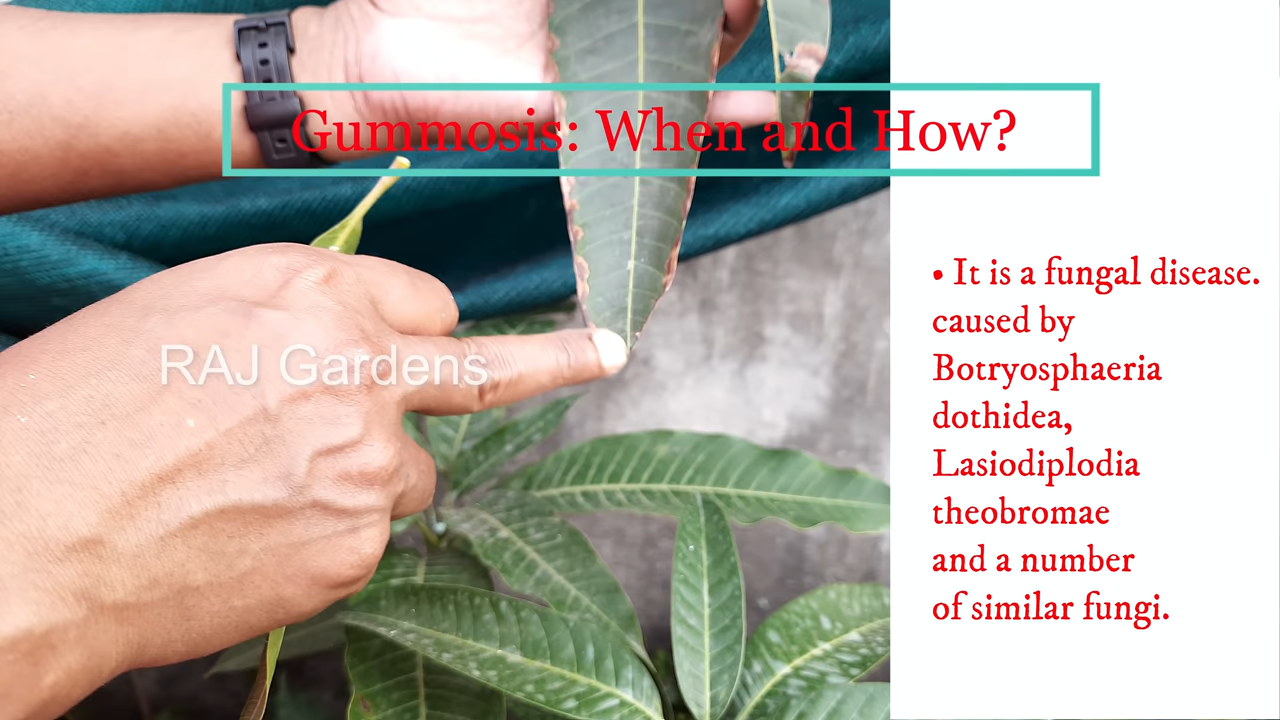 Gummosis: When and How?
RAJ Gardens
• It is a fungal disease.
caused by
Botryosphaeria
dothidea,
Lasiodiplodia
theobromae
and a number
of similar fungi.